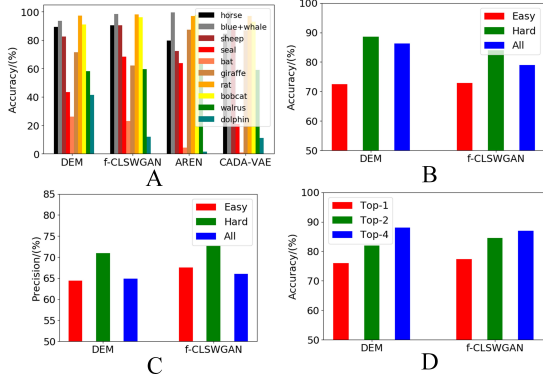 100
80
60
40
20
0
Accuracy/(%)
horse
blue+whale
sheep
seal
bat
giraffe
rat
bobcat
walrus
dolphin
DEM f-CLSWGAN AREN CADA-VAE
A
100
90
80
70
60
50
Accuracy/(%)
Easy
Hard
All
DEM f-CLSWGAN
B
85
80
75
70
65
60
55
50
Precision/(%)
Easy
Hard
All
DEM f-CLSWGAN
C
100
90
80
70
60
50
Accuracy/(%)
Top-1
Top-2
Top-4
DEM f-CLSWGAN
D